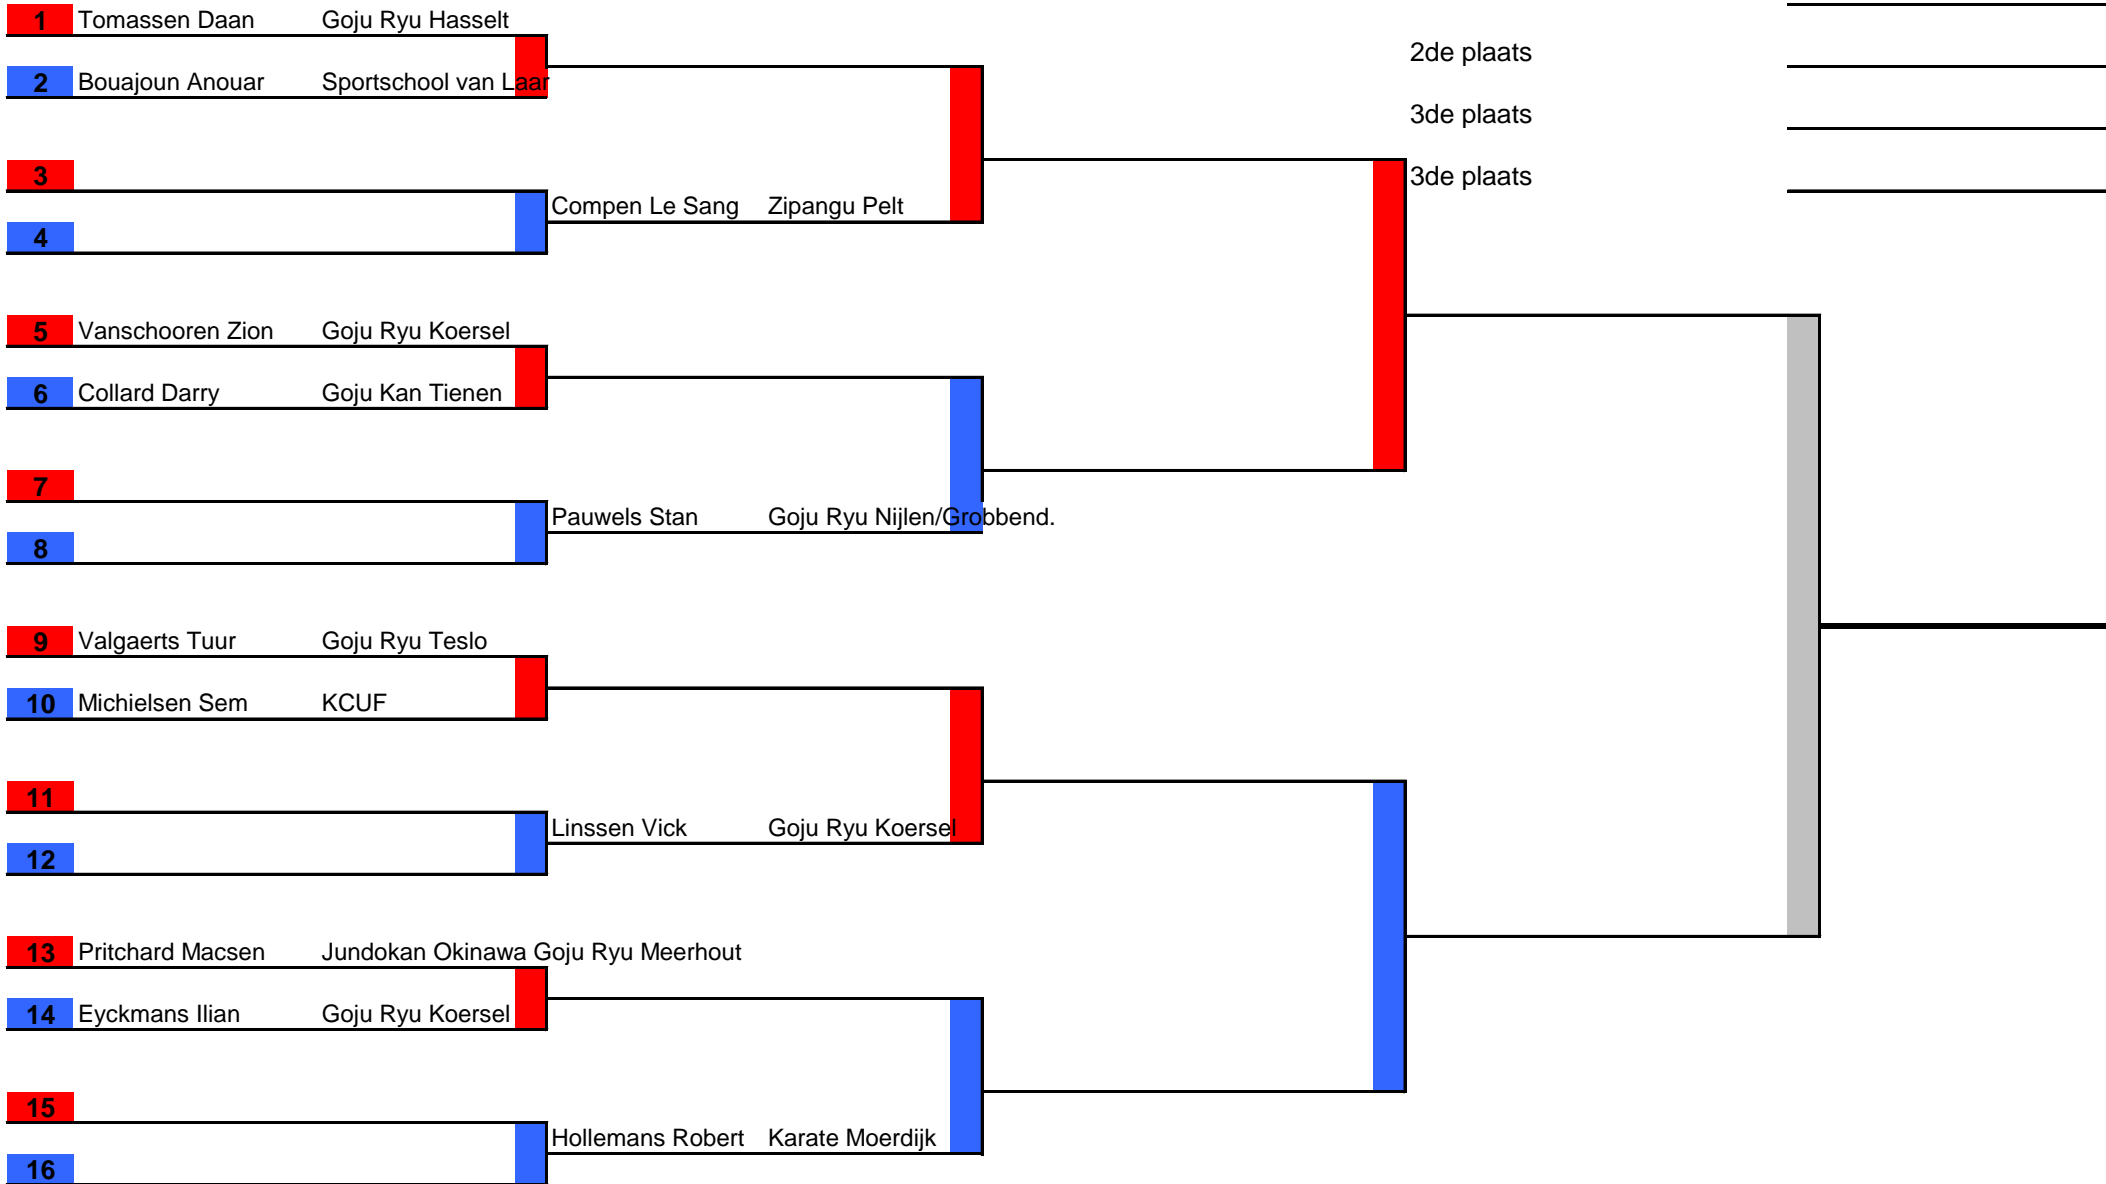 1 Tomassen Daan Goju Ryu Hasselt
2de plaats
2 Bouajoun Anouar Sportschool van Laar
3de plaats
3 3de plaats
Compen Le Sang Zipangu Pelt
4
5 Vanschooren Zion Goju Ryu Koersel
6 Collard Darry Goju Kan Tienen
7
Pauwels Stan Goju Ryu Nijlen/Grobbend.
8
9 Valgaerts Tuur Goju Ryu Teslo
10 Michielsen Sem KCUF
11
Linssen Vick Goju Ryu Koersel
12
13 Pritchard Macsen Jundokan Okinawa Goju Ryu Meerhout
14 Eyckmans Ilian Goju Ryu Koersel
15
Hollemans Robert Karate Moerdijk
16